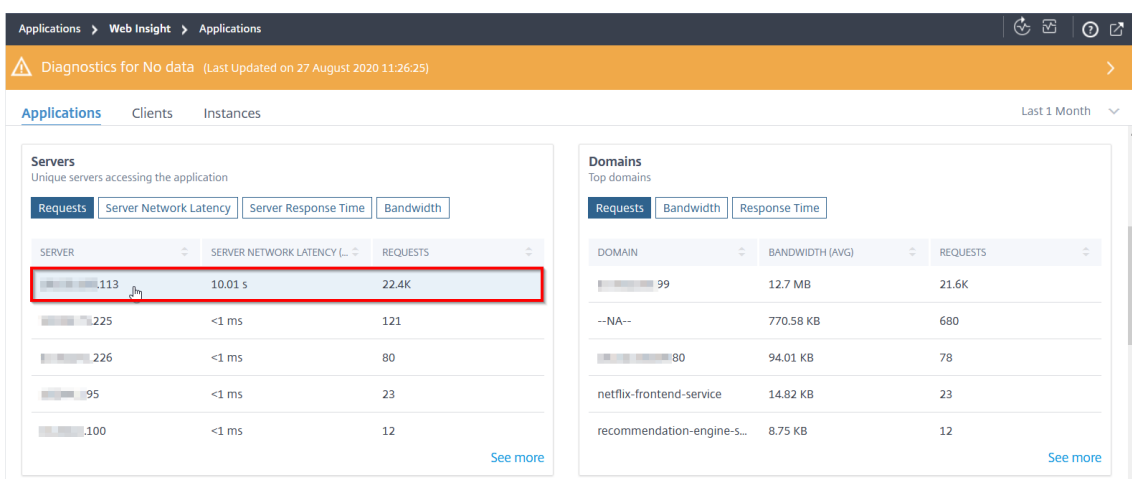 Applications > Web Insight > Applications
Diagnostics for No data (Last Updated on 27 August 2020 11:26:25)
Applications Clients Instances Last 1 Month
Servers
Unique servers accessing the application
Requests Server Network Latency Server Response Time Bandwidth
SERVER SERVER NETWORK LATENCY (... REQUESTS
.113 10.01 s 22.4K
.225 <1 ms 121
.226 <1 ms 80
95 <1 ms 23
.100 <1 ms 12
See more
Domains
Top domains
Requests Bandwidth Response Time
DOMAIN BANDWIDTH (AVG) REQUESTS
99 12.7 MB 21.6K
--NA-- 770.58 KB 680
80 94.01 KB 78
netflix-frontend-service 14.82 KB 23
recommendation-engine-s... 8.75 KB 12
See more